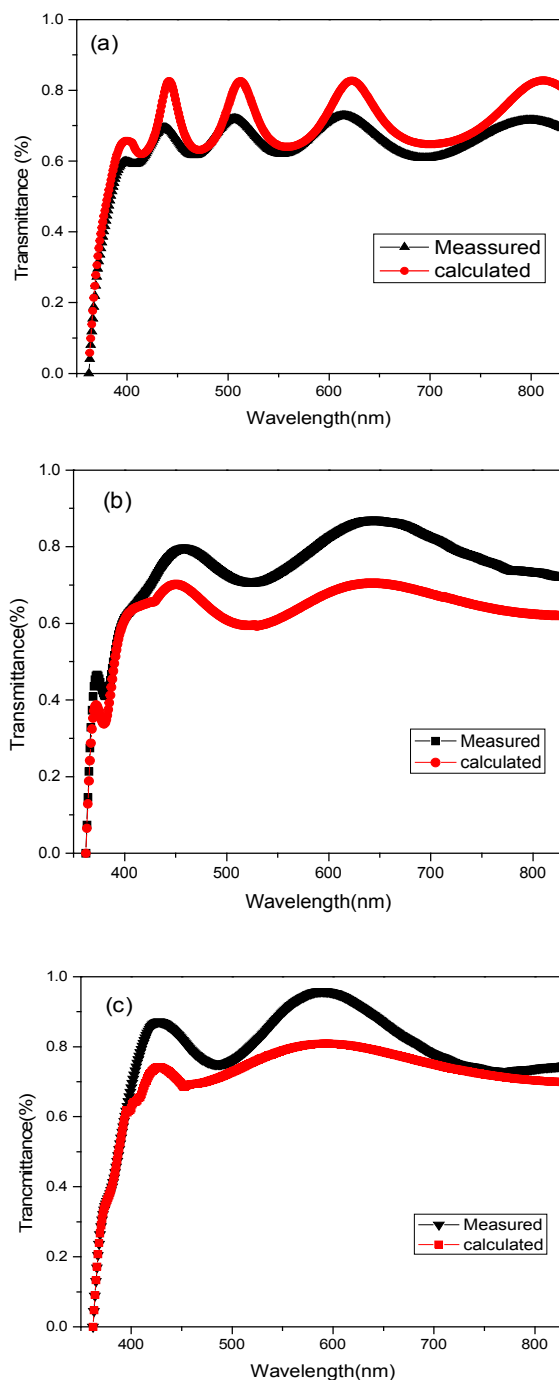 (a)
1.0
0.8
0.6
0.4
0.2
0.0
Transmittance (%)
Meassured
calculated
400 500 600 700 800
Wavelength(nm)
(b)
1.0
0.8
0.6
0.4
0.2
0.0
Transmittance(%)
Measured
calculated
400 500 600 700 800
Wavelength(nm)
(c)
1.0
0.8
0.6
0.4
0.2
0.0
Trancmittance(%)
Measured
calculated
400 500 600 700 800
Wavelength(nm)